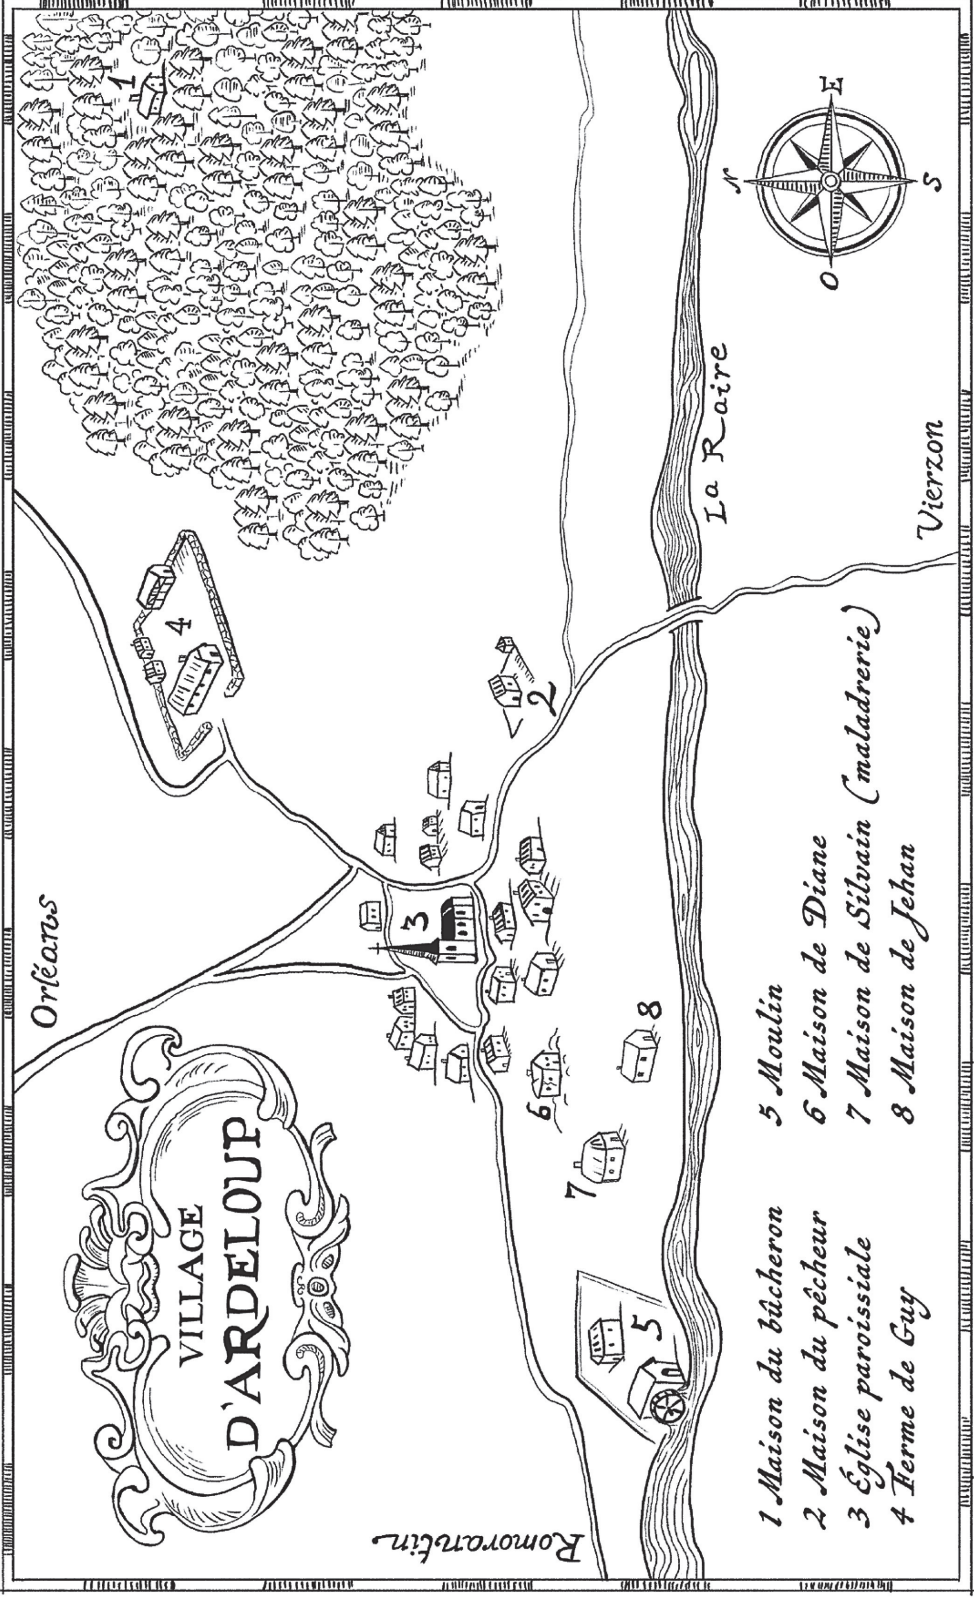 VILLAGE
D'ARDELOUP
Orléans
Romorantin
Vierzon
La Raire
N
E
S
O
1
2
3
4
5
6
7
8
1 Maison du bûcheron
2 Maison du pêcheur
3 Église paroissiale
4 Ferme de Guy
5 Moulin
6 Maison de Diane
7 Maison de Silvain (maladrerie)
8 Maison de Jehan